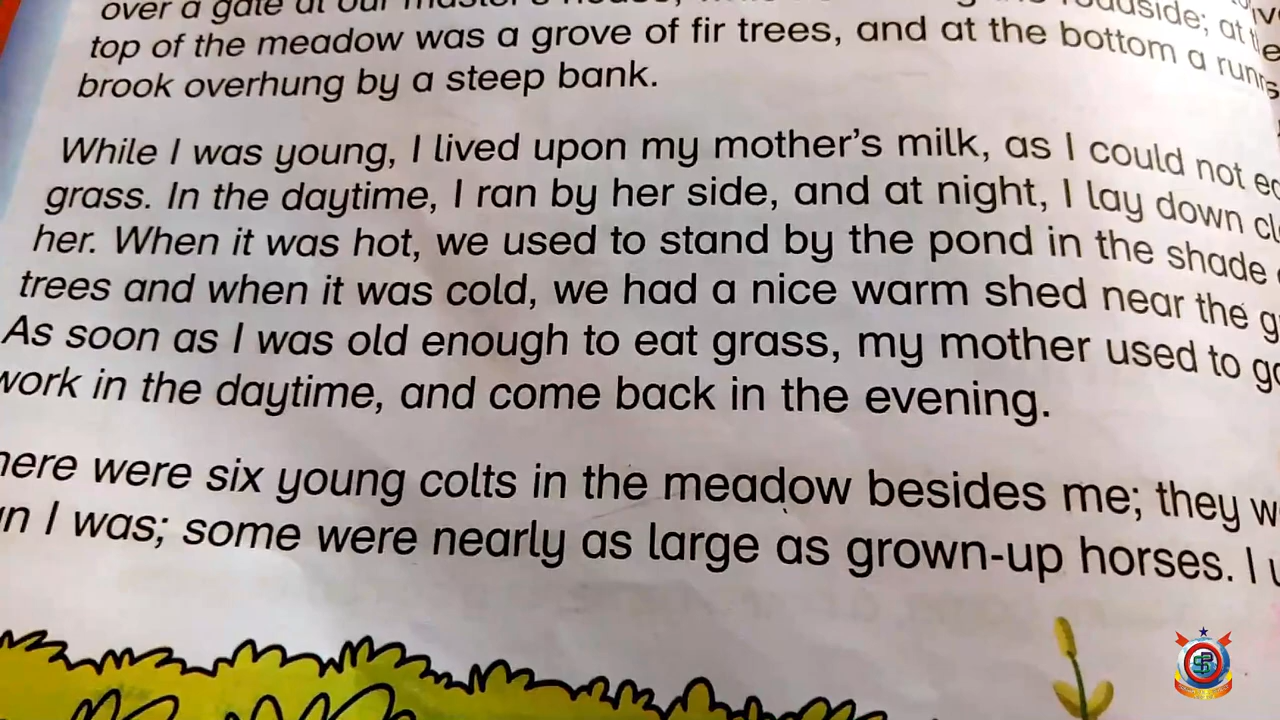 over a gate at our master's house,
roadside; at
top of the meadow was a grove of fir trees, and at the bottom a
brook overhung by a steep bank.
While I was young, I lived upon my mother's milk, as I could not
grass. In the daytime, I ran by her side, and at night, I lay down
her. When it was hot, we used to stand by the pond in the shade
trees and when it was cold, we had a nice warm shed near the
As soon as I was old enough to eat grass, my mother used to
work in the daytime, and come back in the evening.
were six young colts in the meadow besides me; they
I was; some were nearly as large as grown-up horses. I